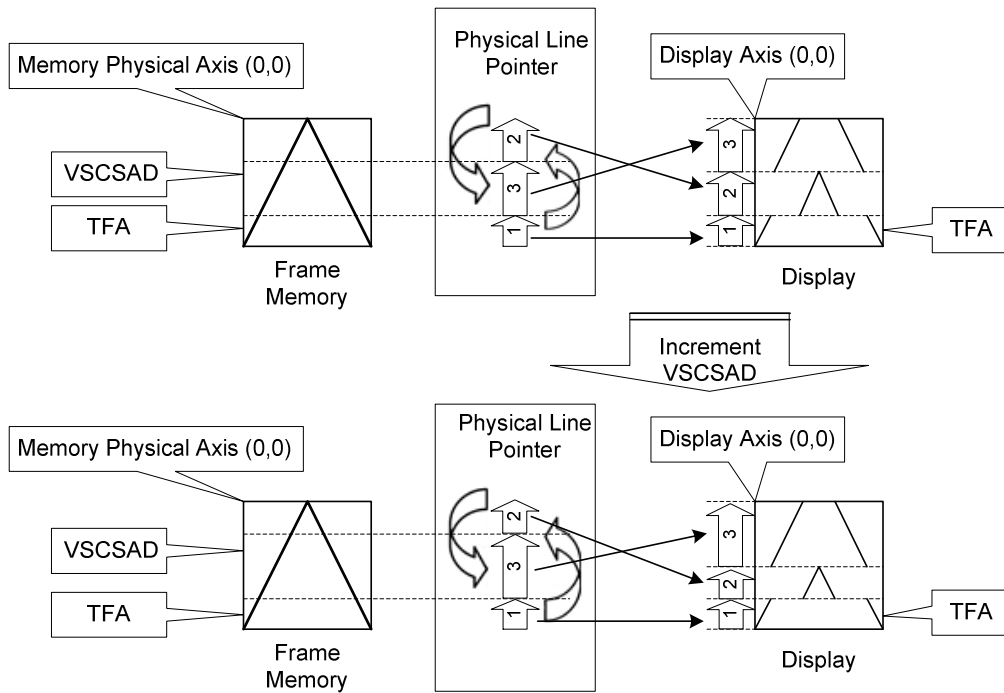 Memory Physical Axis (0,0)
Physical Line
Pointer
Display Axis (0,0)
VSCSAD
TFA
2
3
1
3
2
1
TFA
Frame
Memory
Display
Increment
VSCSAD
Memory Physical Axis (0,0)
Physical Line
Pointer
Display Axis (0,0)
VSCSAD
TFA
2
3
1
3
2
1
TFA
Frame
Memory
Display